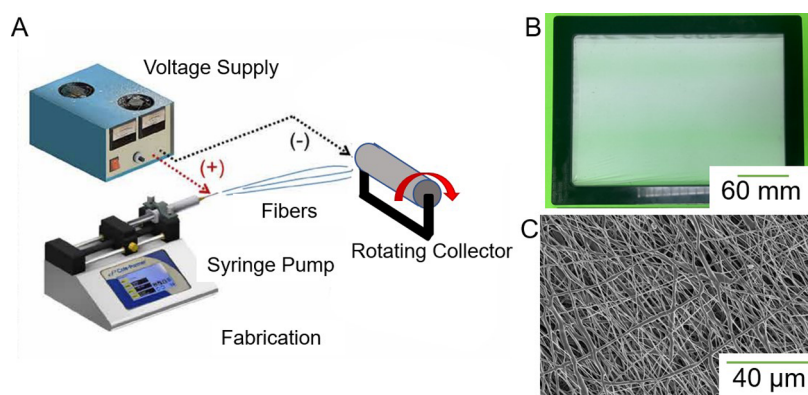 A
Voltage Supply
(-)
(+)
Fibers
Rotating Collector
Syringe Pump
Fabrication
B
60 mm
C
40 µm